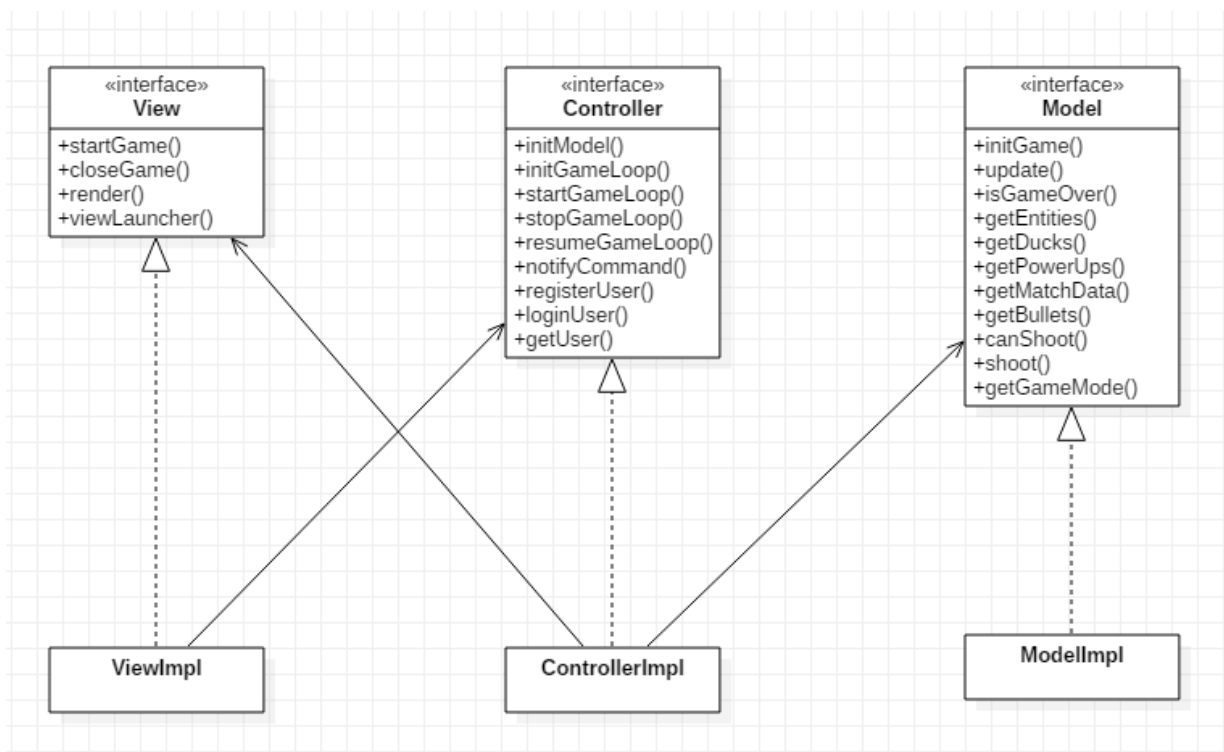 «interface»
View
+startGame()
+closeGame()
+render()
+viewLauncher()
«interface»
Controller
+initModel()
+initGameLoop()
+startGameLoop()
+stopGameLoop()
+resumeGameLoop()
+notifyCommand()
+registerUser()
+loginUser()
+getUser()
«interface»
Model
+initGame()
+update()
+isGameOver()
+getEntities()
+getDucks()
+getPowerUps()
+getMatchData()
+getBullets()
+canShoot()
+shoot()
+getGameMode()
ViewImpl
ControllerImpl
ModelImpl